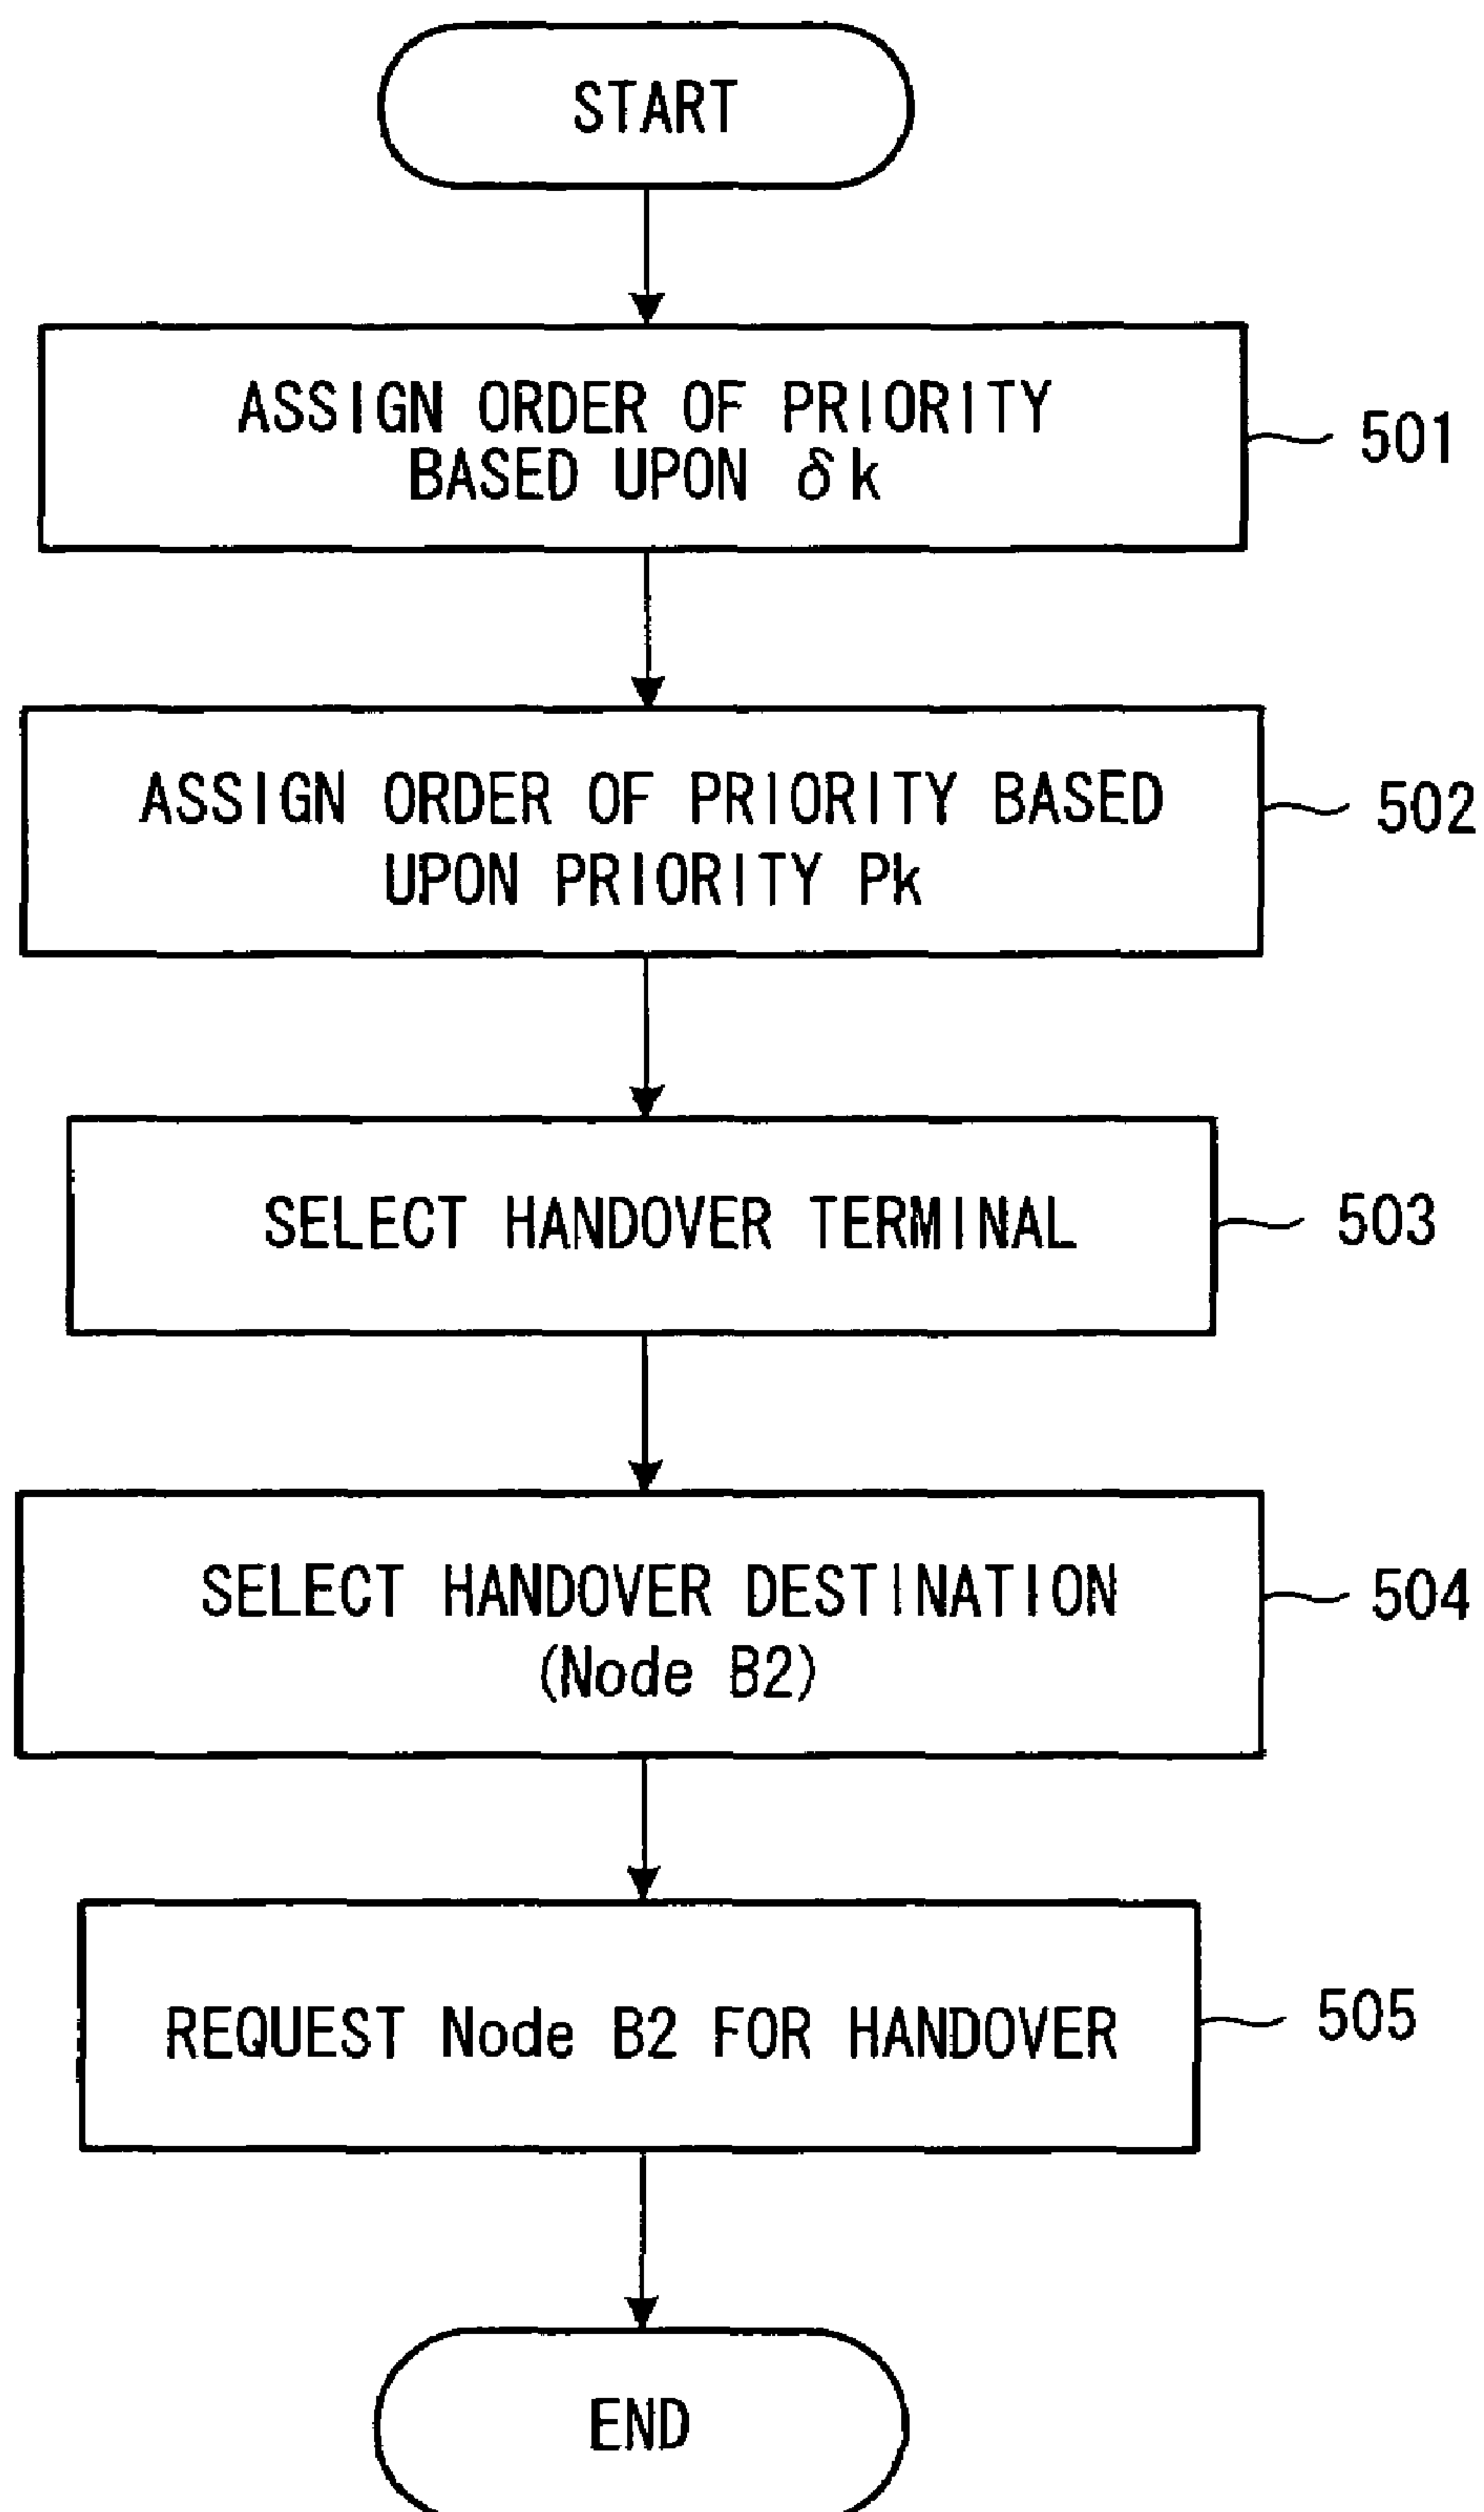 START
ASSIGN ORDER OF PRIORITY
BASED UPON δk
501
ASSIGN ORDER OF PRIORITY BASED
UPON PRIORITY Pk
502
SELECT HANDOVER TERMINAL
503
SELECT HANDOVER DESTINATION
(Node B2)
504
REQUEST Node B2 FOR HANDOVER
505
END